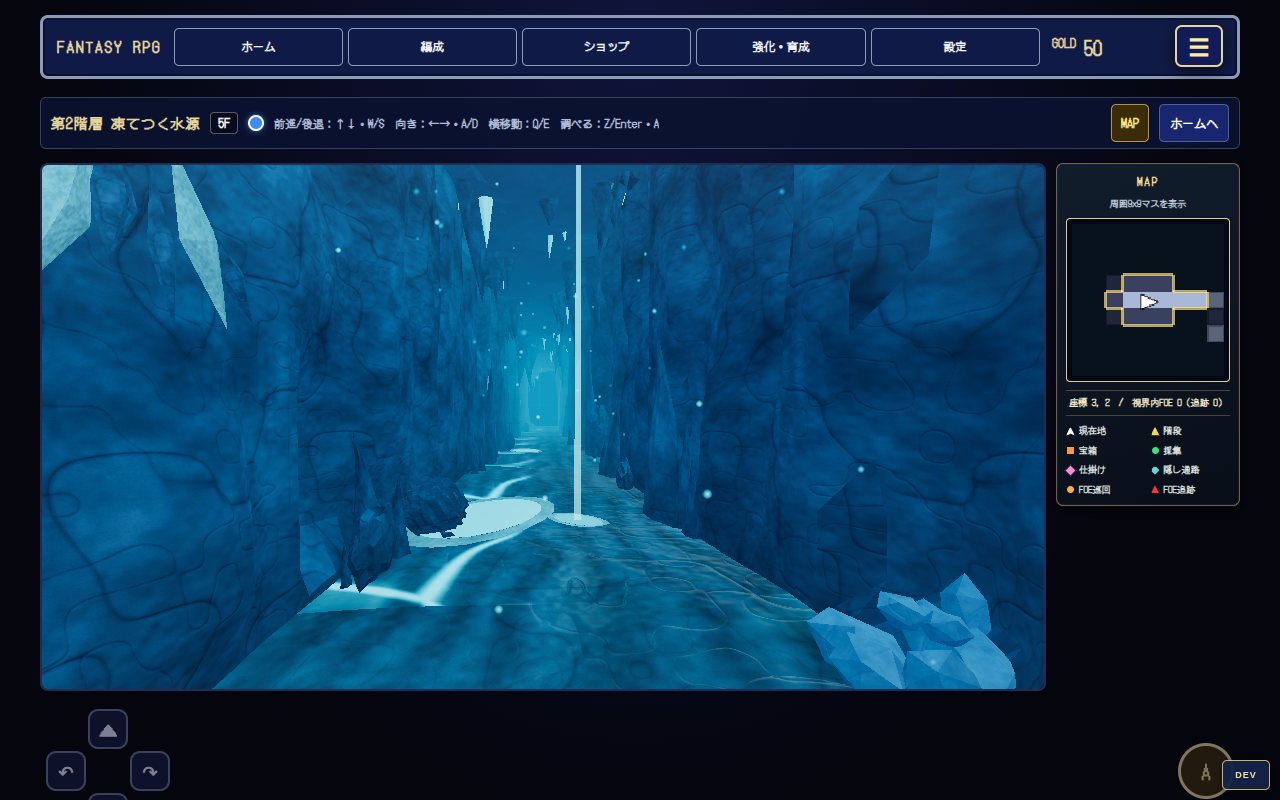 FANTASY RPG
ホーム
編成
ショップ
強化・育成
設定
GOLD 50
第2階層 凍てつく水源
5F
前進/後退：↑↓・W/S 向き：←→・A/D 横移動：Q/E 調べる：Z/Enter・A
MAP
ホームへ
MAP
周囲9x9マスを表示
座標 3, 2 / 視界内FOE 0（追跡 0）
現在地
階段
宝箱
採集
仕掛け
隠し通路
FOE巡回
FOE追跡
A
DEV